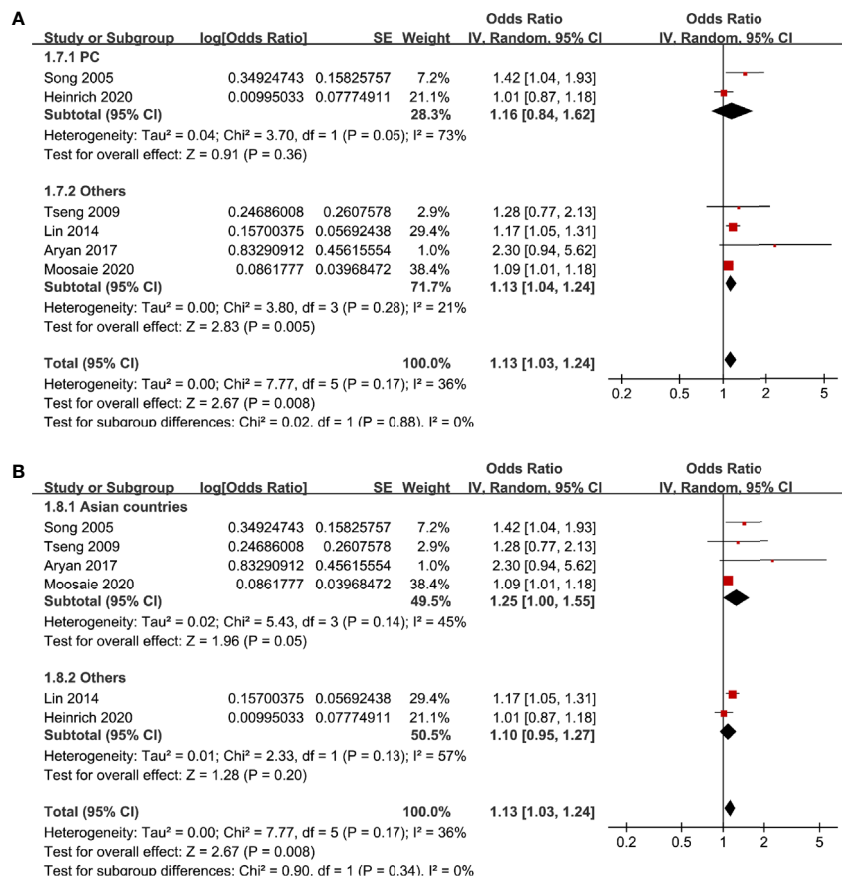 A
Odds Ratio Odds Ratio
Study or Subgroup log[Odds Ratio] SE Weight IV, Random, 95% CI IV, Random, 95% CI
1.7.1 PC
Song 2005 0.34924743 0.15825757 7.2% 1.42 [1.04, 1.93]
Heinrich 2020 0.00995033 0.07774911 21.1% 1.01 [0.87, 1.18]
Subtotal (95% CI) 28.3% 1.16 [0.84, 1.62]
Heterogeneity: Tau² = 0.04; Chi² = 3.70, df = 1 (P = 0.05); I² = 73%
Test for overall effect: Z = 0.91 (P = 0.36)
1.7.2 Others
Tseng 2009 0.24686008 0.2607578 2.9% 1.28 [0.77, 2.13]
Lin 2014 0.15700375 0.05692438 29.4% 1.17 [1.05, 1.31]
Aryan 2017 0.83290912 0.45615554 1.0% 2.30 [0.94, 5.62]
Moosaie 2020 0.0861777 0.03968472 38.4% 1.09 [1.01, 1.18]
Subtotal (95% CI) 71.7% 1.13 [1.04, 1.24]
Heterogeneity: Tau² = 0.00; Chi² = 3.80, df = 3 (P = 0.28); I² = 21%
Test for overall effect: Z = 2.83 (P = 0.005)
Total (95% CI) 100.0% 1.13 [1.03, 1.24]
Heterogeneity: Tau² = 0.00; Chi² = 7.77, df = 5 (P = 0.17); I² = 36%
Test for overall effect: Z = 2.67 (P = 0.008)
Test for subgroup differences: Chi² = 0.02, df = 1 (P = 0.88), I² = 0%
0.2 0.5 1 2 5
B
Odds Ratio Odds Ratio
Study or Subgroup log[Odds Ratio] SE Weight IV, Random, 95% CI IV, Random, 95% CI
1.8.1 Asian countries
Song 2005 0.34924743 0.15825757 7.2% 1.42 [1.04, 1.93]
Tseng 2009 0.24686008 0.2607578 2.9% 1.28 [0.77, 2.13]
Aryan 2017 0.83290912 0.45615554 1.0% 2.30 [0.94, 5.62]
Moosaie 2020 0.0861777 0.03968472 38.4% 1.09 [1.01, 1.18]
Subtotal (95% CI) 49.5% 1.25 [1.00, 1.55]
Heterogeneity: Tau² = 0.02; Chi² = 5.43, df = 3 (P = 0.14); I² = 45%
Test for overall effect: Z = 1.96 (P = 0.05)
1.8.2 Others
Lin 2014 0.15700375 0.05692438 29.4% 1.17 [1.05, 1.31]
Heinrich 2020 0.00995033 0.07774911 21.1% 1.01 [0.87, 1.18]
Subtotal (95% CI) 50.5% 1.10 [0.95, 1.27]
Heterogeneity: Tau² = 0.01; Chi² = 2.33, df = 1 (P = 0.13); I² = 57%
Test for overall effect: Z = 1.28 (P = 0.20)
Total (95% CI) 100.0% 1.13 [1.03, 1.24]
Heterogeneity: Tau² = 0.00; Chi² = 7.77, df = 5 (P = 0.17); I² = 36%
Test for overall effect: Z = 2.67 (P = 0.008)
Test for subgroup differences: Chi² = 0.90, df = 1 (P = 0.34), I² = 0%
0.2 0.5 1 2 5